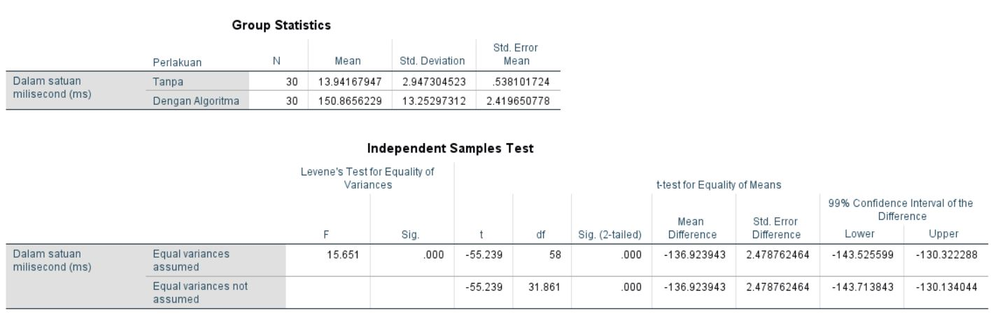 Group Statistics
Perlakuan N Mean Std. Deviation Std. Error Mean
Dalam satuan milisecond (ms) Tanpa 30 13.94167947 2.947304523 .538101724
Dengan Algoritma 30 150.8656229 13.25297312 2.419650778
Independent Samples Test
Levene's Test for Equality of Variances
t-test for Equality of Means
99% Confidence Interval of the Difference
F Sig. t df Sig. (2-tailed) Mean Difference Std. Error Difference Lower Upper
Dalam satuan milisecond (ms) Equal variances assumed 15.651 .000 -55.239 58 .000 -136.923943 2.478762464 -143.525599 -130.322288
Equal variances not assumed -55.239 31.861 .000 -136.923943 2.478762464 -143.713843 -130.134044